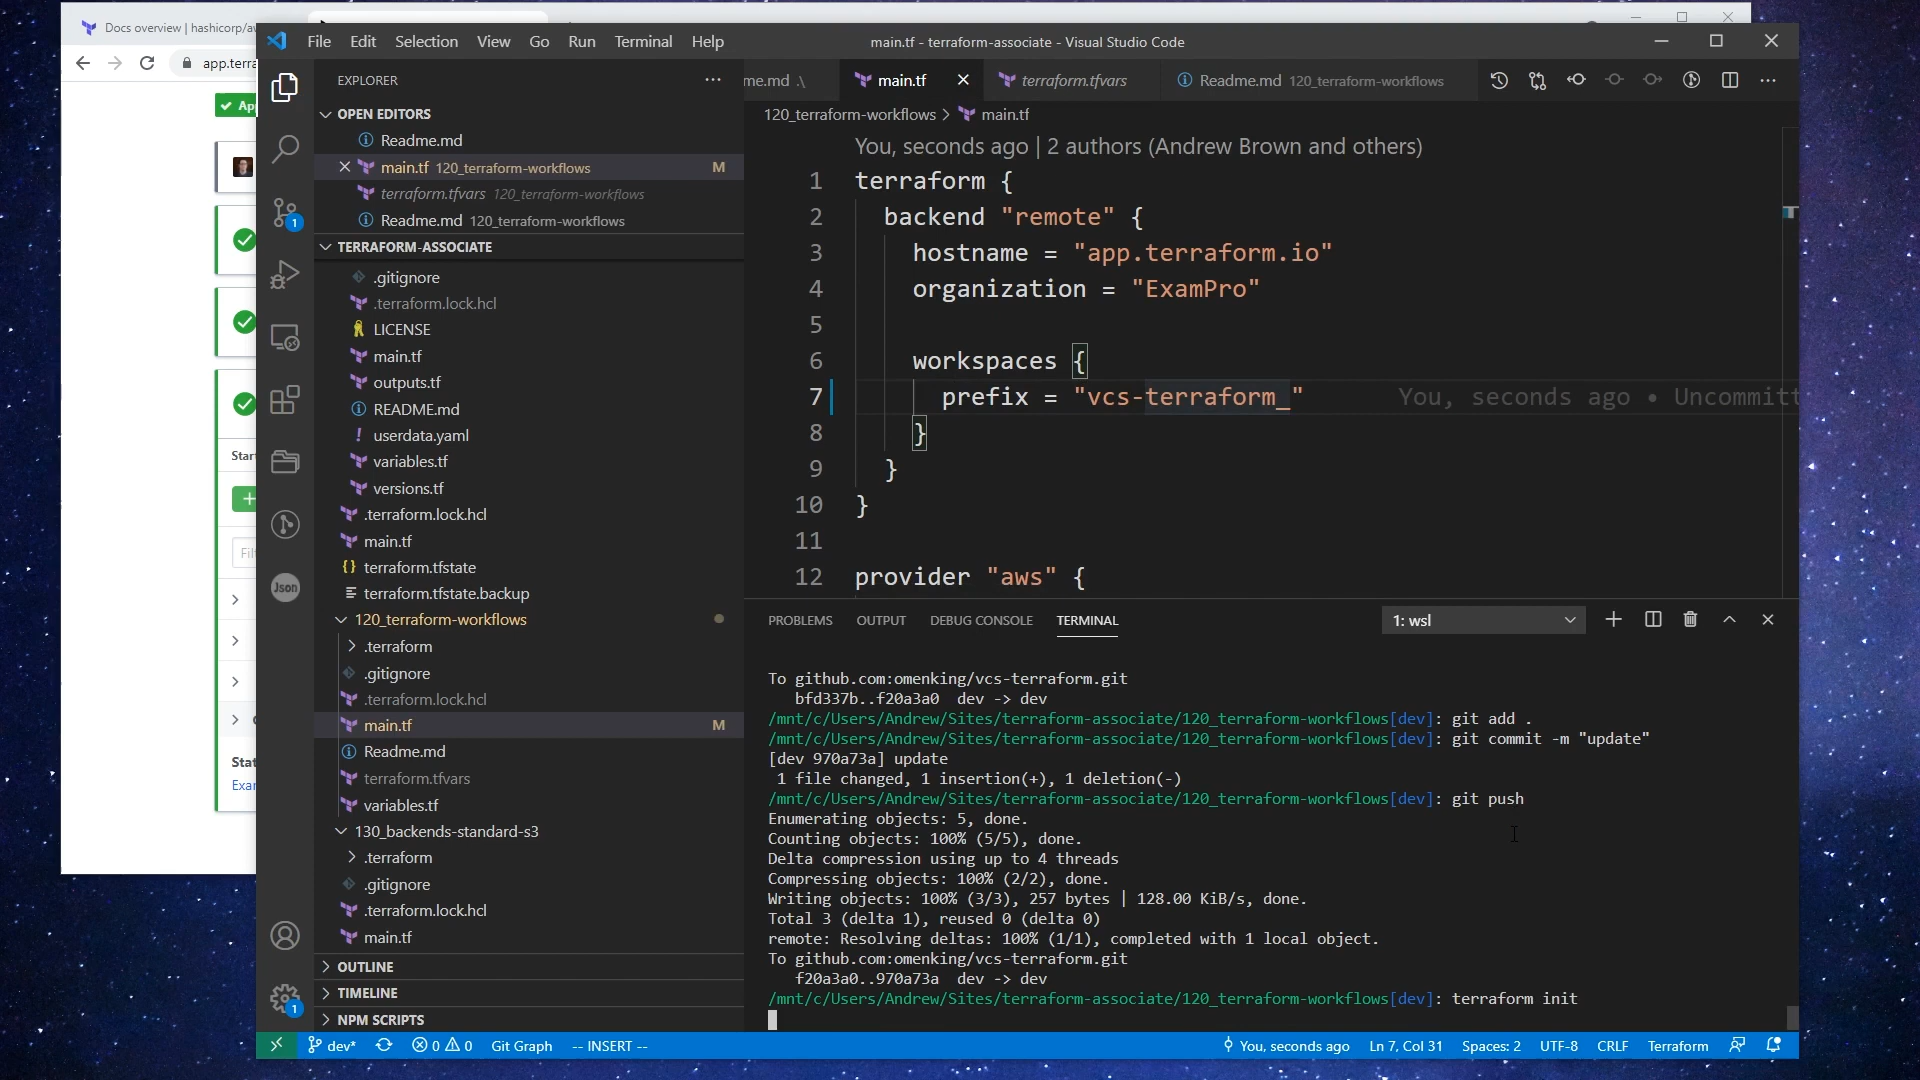 Docs overview | hashicorp/aw
app.terra
App
Start
Filt
Stat
Exar
File Edit Selection View Go Run Terminal Help
main.tf - terraform-associate - Visual Studio Code
EXPLORER
OPEN EDITORS
Readme.md
main.tf 120_terraform-workflows M
terraform.tfvars 120_terraform-workflows
Readme.md 120_terraform-workflows
TERRAFORM-ASSOCIATE
.gitignore
.terraform.lock.hcl
LICENSE
main.tf
outputs.tf
README.md
userdata.yaml
variables.tf
versions.tf
.terraform.lock.hcl
main.tf
terraform.tfstate
terraform.tfstate.backup
120_terraform-workflows
.terraform
.gitignore
.terraform.lock.hcl
main.tf M
Readme.md
terraform.tfvars
variables.tf
130_backends-standard-s3
.terraform
.gitignore
.terraform.lock.hcl
main.tf
OUTLINE
TIMELINE
NPM SCRIPTS
1
Json
1
me.md .\ main.tf terraform.tfvars Readme.md 120_terraform-workflows
120_terraform-workflows > main.tf
You, seconds ago | 2 authors (Andrew Brown and others)
1 terraform {
2 backend "remote" {
3 hostname = "app.terraform.io"
4 organization = "ExamPro"
5
6 workspaces {
7 prefix = "vcs-terraform_" You, seconds ago • Uncommitt
8 }
9 }
10 }
11
12 provider "aws" {
PROBLEMS OUTPUT DEBUG CONSOLE TERMINAL 1: wsl
To github.com:omenking/vcs-terraform.git
bfd337b..f20a3a0 dev -> dev
/mnt/c/Users/Andrew/Sites/terraform-associate/120_terraform-workflows[dev]: git add .
/mnt/c/Users/Andrew/Sites/terraform-associate/120_terraform-workflows[dev]: git commit -m "update"
[dev 970a73a] update
1 file changed, 1 insertion(+), 1 deletion(-)
/mnt/c/Users/Andrew/Sites/terraform-associate/120_terraform-workflows[dev]: git push
Enumerating objects: 5, done.
Counting objects: 100% (5/5), done.
Delta compression using up to 4 threads
Compressing objects: 100% (2/2), done.
Writing objects: 100% (3/3), 257 bytes | 128.00 KiB/s, done.
Total 3 (delta 1), reused 0 (delta 0)
remote: Resolving deltas: 100% (1/1), completed with 1 local object.
To github.com:omenking/vcs-terraform.git
f20a3a0..970a73a dev -> dev
/mnt/c/Users/Andrew/Sites/terraform-associate/120_terraform-workflows[dev]: terraform init
dev* 0 0 Git Graph -- INSERT -- You, seconds ago Ln 7, Col 31 Spaces: 2 UTF-8 CRLF Terraform